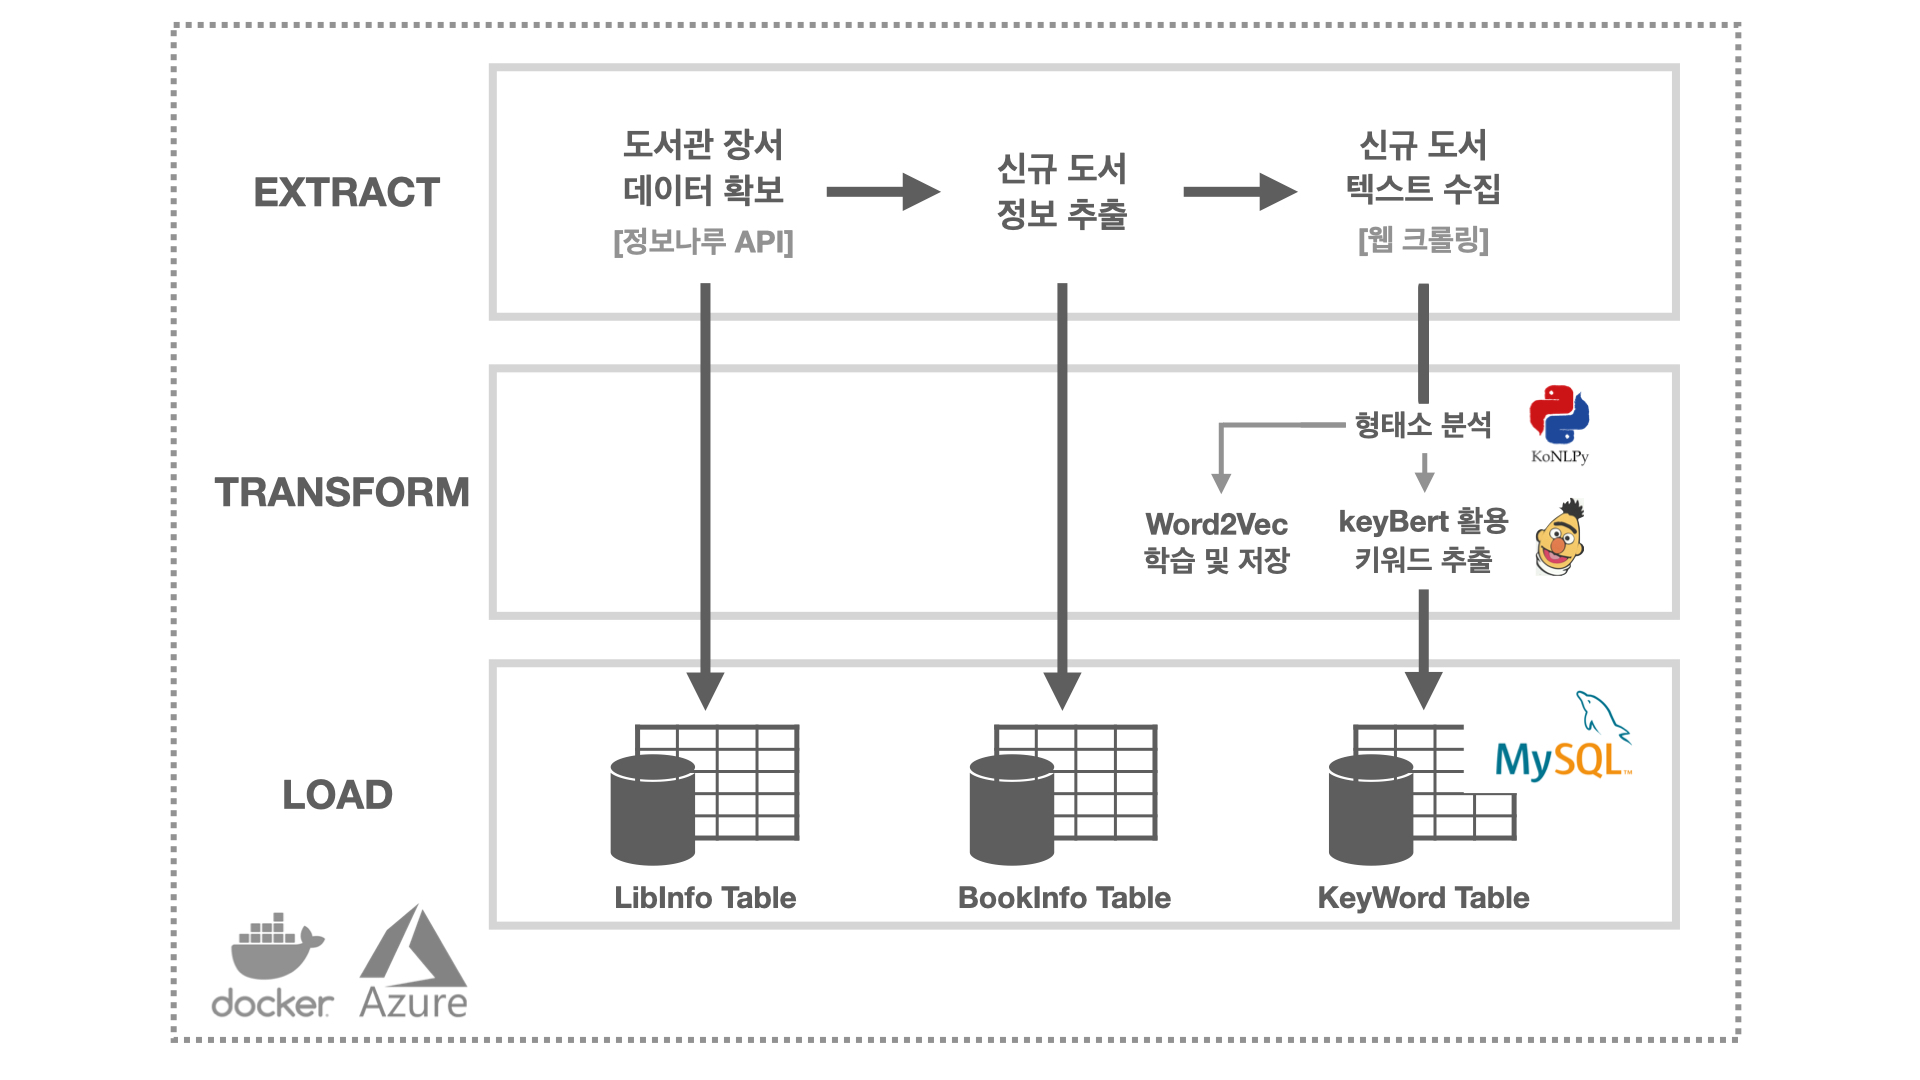 EXTRACT
도서관 장서
데이터 확보
[정보나루 API]
신규 도서
정보 추출
신규 도서
텍스트 수집
[웹 크롤링]
TRANSFORM
형태소 분석
KoNLPy
Word2Vec
학습 및 저장
keyBert 활용
키워드 추출
LOAD
MySQL™
LibInfo Table
BookInfo Table
KeyWord Table
docker
Azure